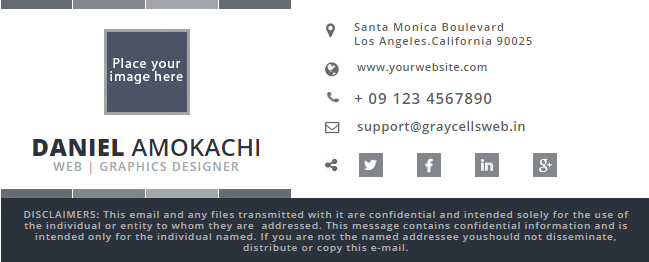 Place your
image here
DANIEL AMOKACHI
WEB | GRAPHICS DESIGNER
Santa Monica Boulevard
Los Angeles.California 90025
www.yourwebsite.com
+ 09 123 4567890
support@graycellsweb.in
f in g+
DISCLAIMERS: This email and any files transmitted with it are confidential and intended solely for the use of
the individual or entity to whom they are addressed. This message contains confidential information and is
intended only for the individual named. If you are not the named addressee youshould not disseminate,
distribute or copy this e-mail.